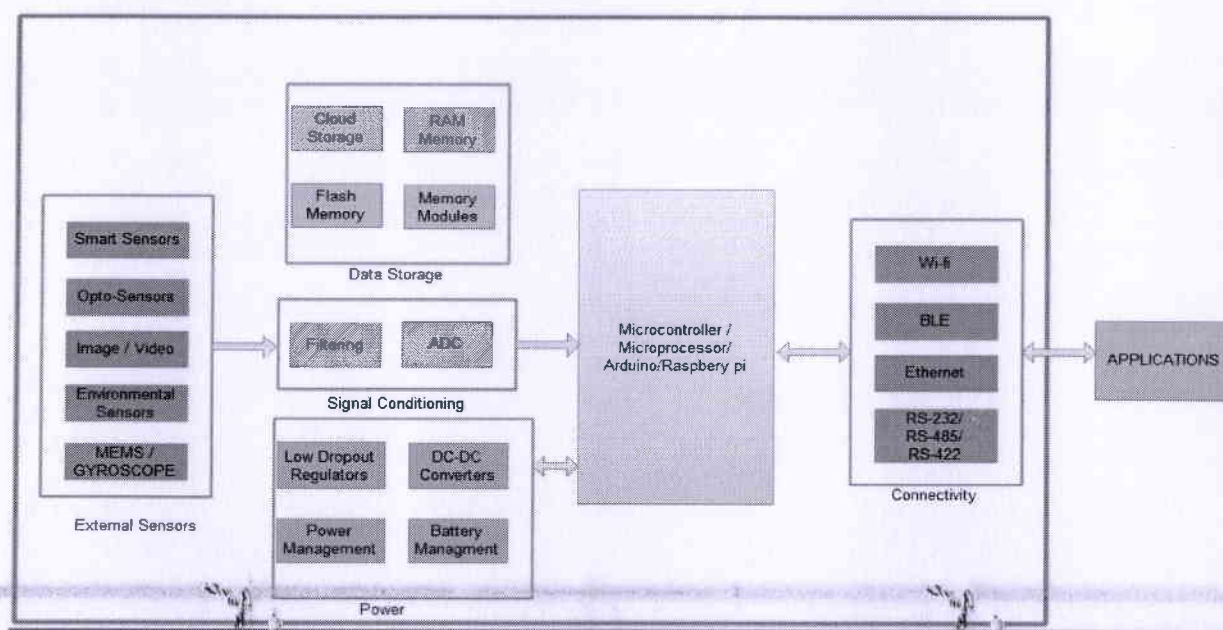 Cloud
Storage
RAM
Memory
Flash
Memory
Memory
Modules
Data Storage
Smart Sensors
Opto-Sensors
Image / Video
Environmental
Sensors
MEMS /
GYROSCOPE
External Sensors
Filtering
ADC
Signal Conditioning
Low Dropout
Regulators
DC-DC
Converters
Power
Management
Battery
Managment
Power
Microcontroller /
Microprocessor/
Arduino/Raspbery pi
Wi-fi
BLE
Ethernet
RS-232/
RS-485/
RS-422
Connectivity
APPLICATIONS